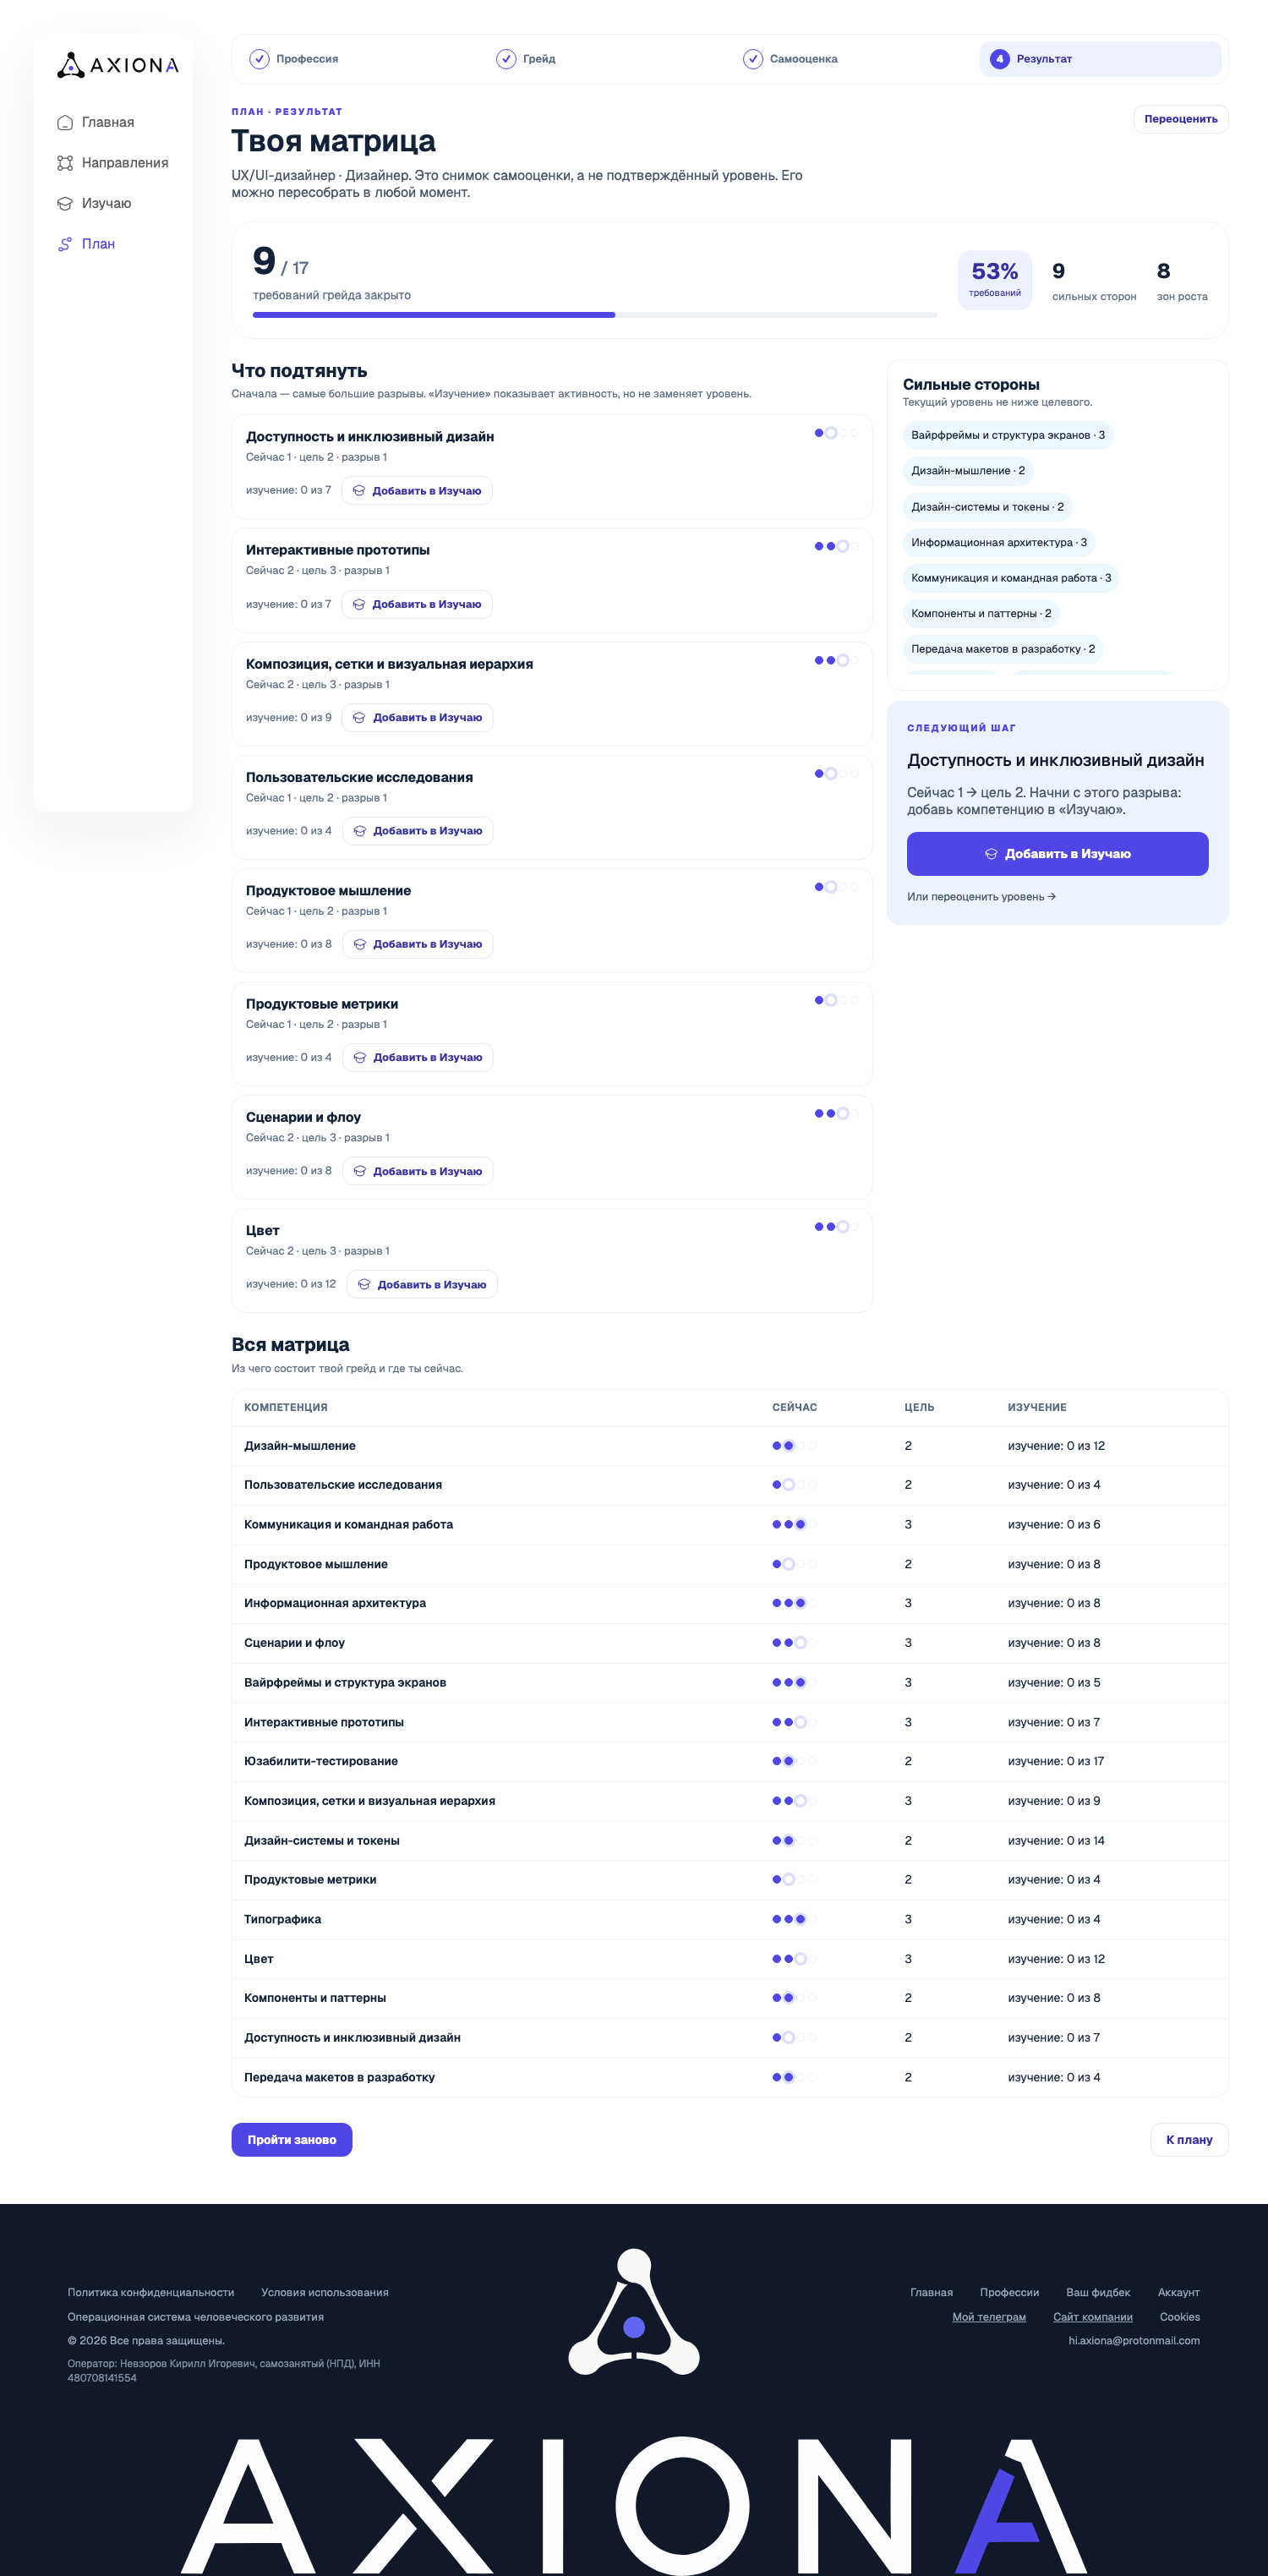 AXIONA
Главная
Направления
Изучаю
План
Профессия
Грейд
Самооценка
4 Результат
ПЛАН · РЕЗУЛЬТАТ
Твоя матрица
Переоценить
UX/UI-дизайнер · Дизайнер. Это снимок самооценки, а не подтверждённый уровень. Его
можно пересобрать в любой момент.
9 / 17
требований грейда закрыто
53%
требований
9
сильных сторон
8
зон роста
Что подтянуть
Сначала — самые большие разрывы. «Изучение» показывает активность, но не заменяет уровень.
Доступность и инклюзивный дизайн
Сейчас 1 · цель 2 · разрыв 1
изучение: 0 из 7 Добавить в Изучаю
Интерактивные прототипы
Сейчас 2 · цель 3 · разрыв 1
изучение: 0 из 7 Добавить в Изучаю
Композиция, сетки и визуальная иерархия
Сейчас 2 · цель 3 · разрыв 1
изучение: 0 из 9 Добавить в Изучаю
Пользовательские исследования
Сейчас 1 · цель 2 · разрыв 1
изучение: 0 из 4 Добавить в Изучаю
Продуктовое мышление
Сейчас 1 · цель 2 · разрыв 1
изучение: 0 из 8 Добавить в Изучаю
Продуктовые метрики
Сейчас 1 · цель 2 · разрыв 1
изучение: 0 из 4 Добавить в Изучаю
Сценарии и флоу
Сейчас 2 · цель 3 · разрыв 1
изучение: 0 из 8 Добавить в Изучаю
Цвет
Сейчас 2 · цель 3 · разрыв 1
изучение: 0 из 12 Добавить в Изучаю
Сильные стороны
Текущий уровень не ниже целевого.
Вайрфреймы и структура экранов · 3
Дизайн-мышление · 2
Дизайн-системы и токены · 2
Информационная архитектура · 3
Коммуникация и командная работа · 3
Компоненты и паттерны · 2
Передача макетов в разработку · 2
СЛЕДУЮЩИЙ ШАГ
Доступность и инклюзивный дизайн
Сейчас 1 → цель 2. Начни с этого разрыва:
добавь компетенцию в «Изучаю».
Добавить в Изучаю
Или переоценить уровень →
Вся матрица
Из чего состоит твой грейд и где ты сейчас.
КОМПЕТЕНЦИЯ СЕЙЧАС ЦЕЛЬ ИЗУЧЕНИЕ
Дизайн-мышление 2 изучение: 0 из 12
Пользовательские исследования 2 изучение: 0 из 4
Коммуникация и командная работа 3 изучение: 0 из 6
Продуктовое мышление 2 изучение: 0 из 8
Информационная архитектура 3 изучение: 0 из 8
Сценарии и флоу 3 изучение: 0 из 8
Вайрфреймы и структура экранов 3 изучение: 0 из 5
Интерактивные прототипы 3 изучение: 0 из 7
Юзабилити-тестирование 2 изучение: 0 из 17
Композиция, сетки и визуальная иерархия 3 изучение: 0 из 9
Дизайн-системы и токены 2 изучение: 0 из 14
Продуктовые метрики 2 изучение: 0 из 4
Типографика 3 изучение: 0 из 4
Цвет 3 изучение: 0 из 12
Компоненты и паттерны 2 изучение: 0 из 8
Доступность и инклюзивный дизайн 2 изучение: 0 из 7
Передача макетов в разработку 2 изучение: 0 из 4
Пройти заново
К плану
Политика конфиденциальности Условия использования
Операционная система человеческого развития
© 2026 Все права защищены.
Оператор: Невзоров Кирилл Игоревич, самозанятый (НПД), ИНН
480708141554
Главная Профессии Ваш фидбек Аккаунт
Мой телеграм Сайт компании Cookies
hi.axiona@protonmail.com
AXIONA